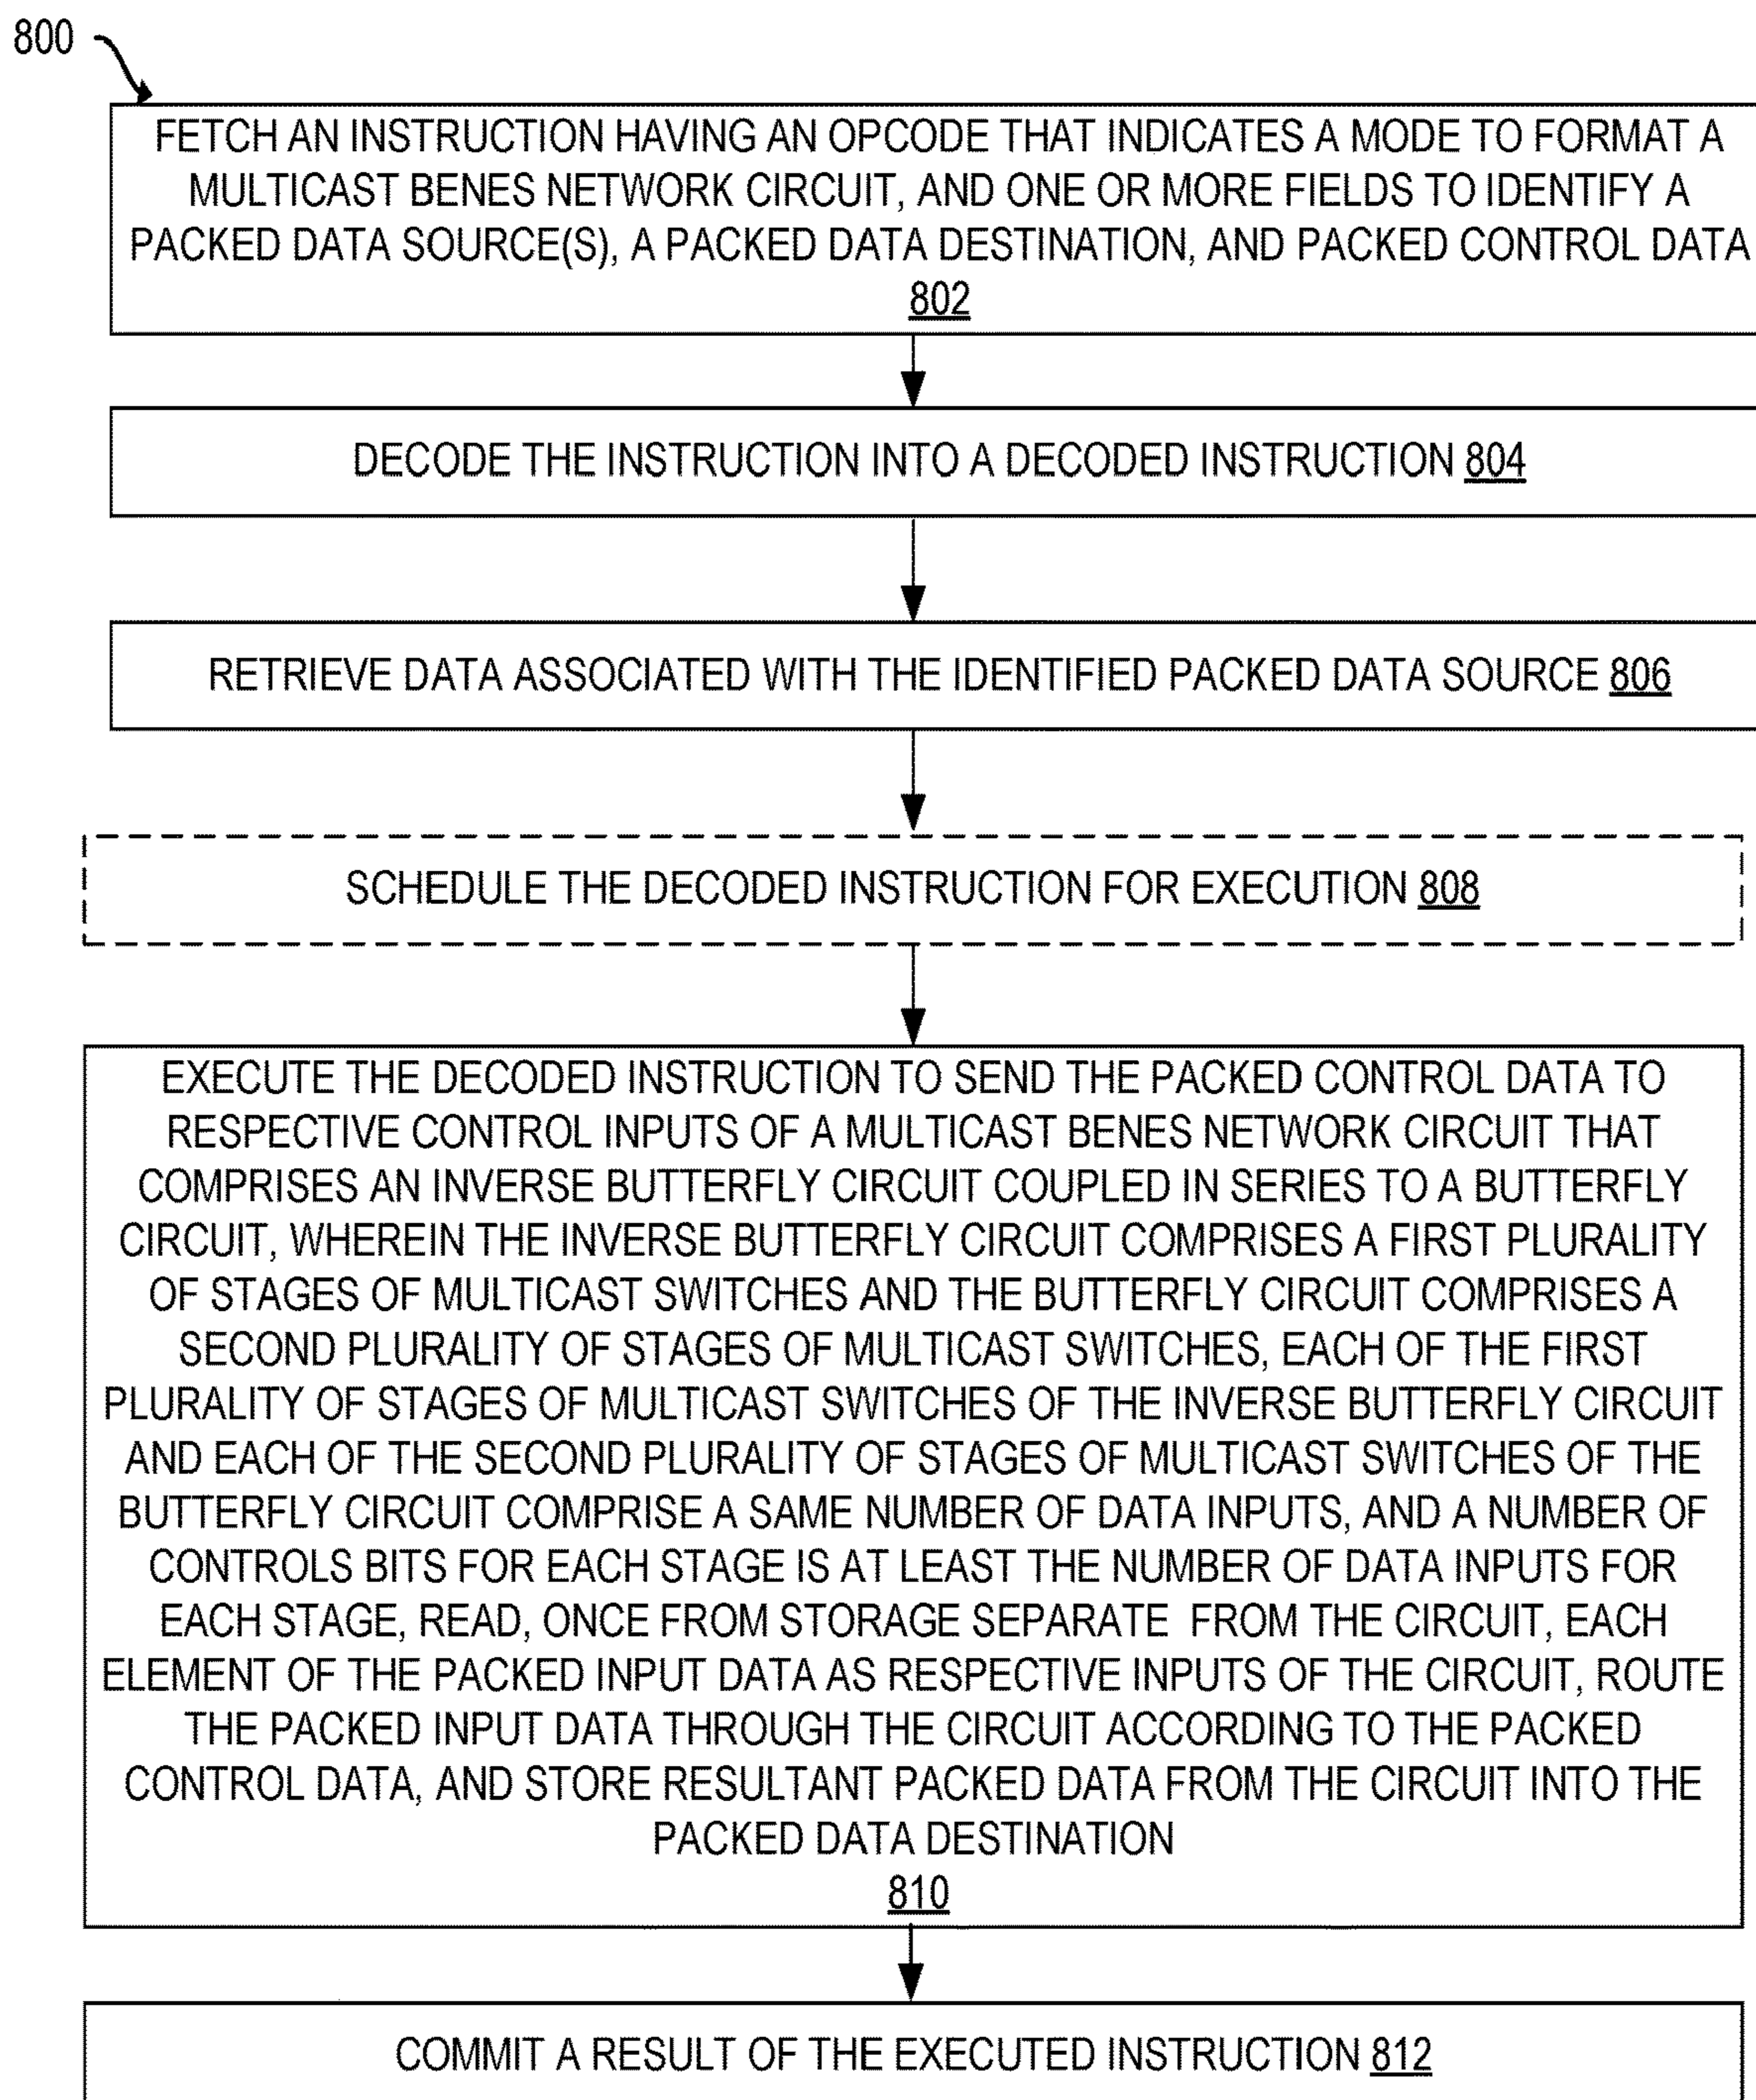 800
FETCH AN INSTRUCTION HAVING AN OPCODE THAT INDICATES A MODE TO FORMAT A
MULTICAST BENES NETWORK CIRCUIT, AND ONE OR MORE FIELDS TO IDENTIFY A
PACKED DATA SOURCE(S), A PACKED DATA DESTINATION, AND PACKED CONTROL DATA
802
DECODE THE INSTRUCTION INTO A DECODED INSTRUCTION 804
RETRIEVE DATA ASSOCIATED WITH THE IDENTIFIED PACKED DATA SOURCE 806
SCHEDULE THE DECODED INSTRUCTION FOR EXECUTION 808
EXECUTE THE DECODED INSTRUCTION TO SEND THE PACKED CONTROL DATA TO
RESPECTIVE CONTROL INPUTS OF A MULTICAST BENES NETWORK CIRCUIT THAT
COMPRISES AN INVERSE BUTTERFLY CIRCUIT COUPLED IN SERIES TO A BUTTERFLY
CIRCUIT, WHEREIN THE INVERSE BUTTERFLY CIRCUIT COMPRISES A FIRST PLURALITY
OF STAGES OF MULTICAST SWITCHES AND THE BUTTERFLY CIRCUIT COMPRISES A
SECOND PLURALITY OF STAGES OF MULTICAST SWITCHES, EACH OF THE FIRST
PLURALITY OF STAGES OF MULTICAST SWITCHES OF THE INVERSE BUTTERFLY CIRCUIT
AND EACH OF THE SECOND PLURALITY OF STAGES OF MULTICAST SWITCHES OF THE
BUTTERFLY CIRCUIT COMPRISE A SAME NUMBER OF DATA INPUTS, AND A NUMBER OF
CONTROLS BITS FOR EACH STAGE IS AT LEAST THE NUMBER OF DATA INPUTS FOR
EACH STAGE, READ, ONCE FROM STORAGE SEPARATE FROM THE CIRCUIT, EACH
ELEMENT OF THE PACKED INPUT DATA AS RESPECTIVE INPUTS OF THE CIRCUIT, ROUTE
THE PACKED INPUT DATA THROUGH THE CIRCUIT ACCORDING TO THE PACKED
CONTROL DATA, AND STORE RESULTANT PACKED DATA FROM THE CIRCUIT INTO THE
PACKED DATA DESTINATION
810
COMMIT A RESULT OF THE EXECUTED INSTRUCTION 812